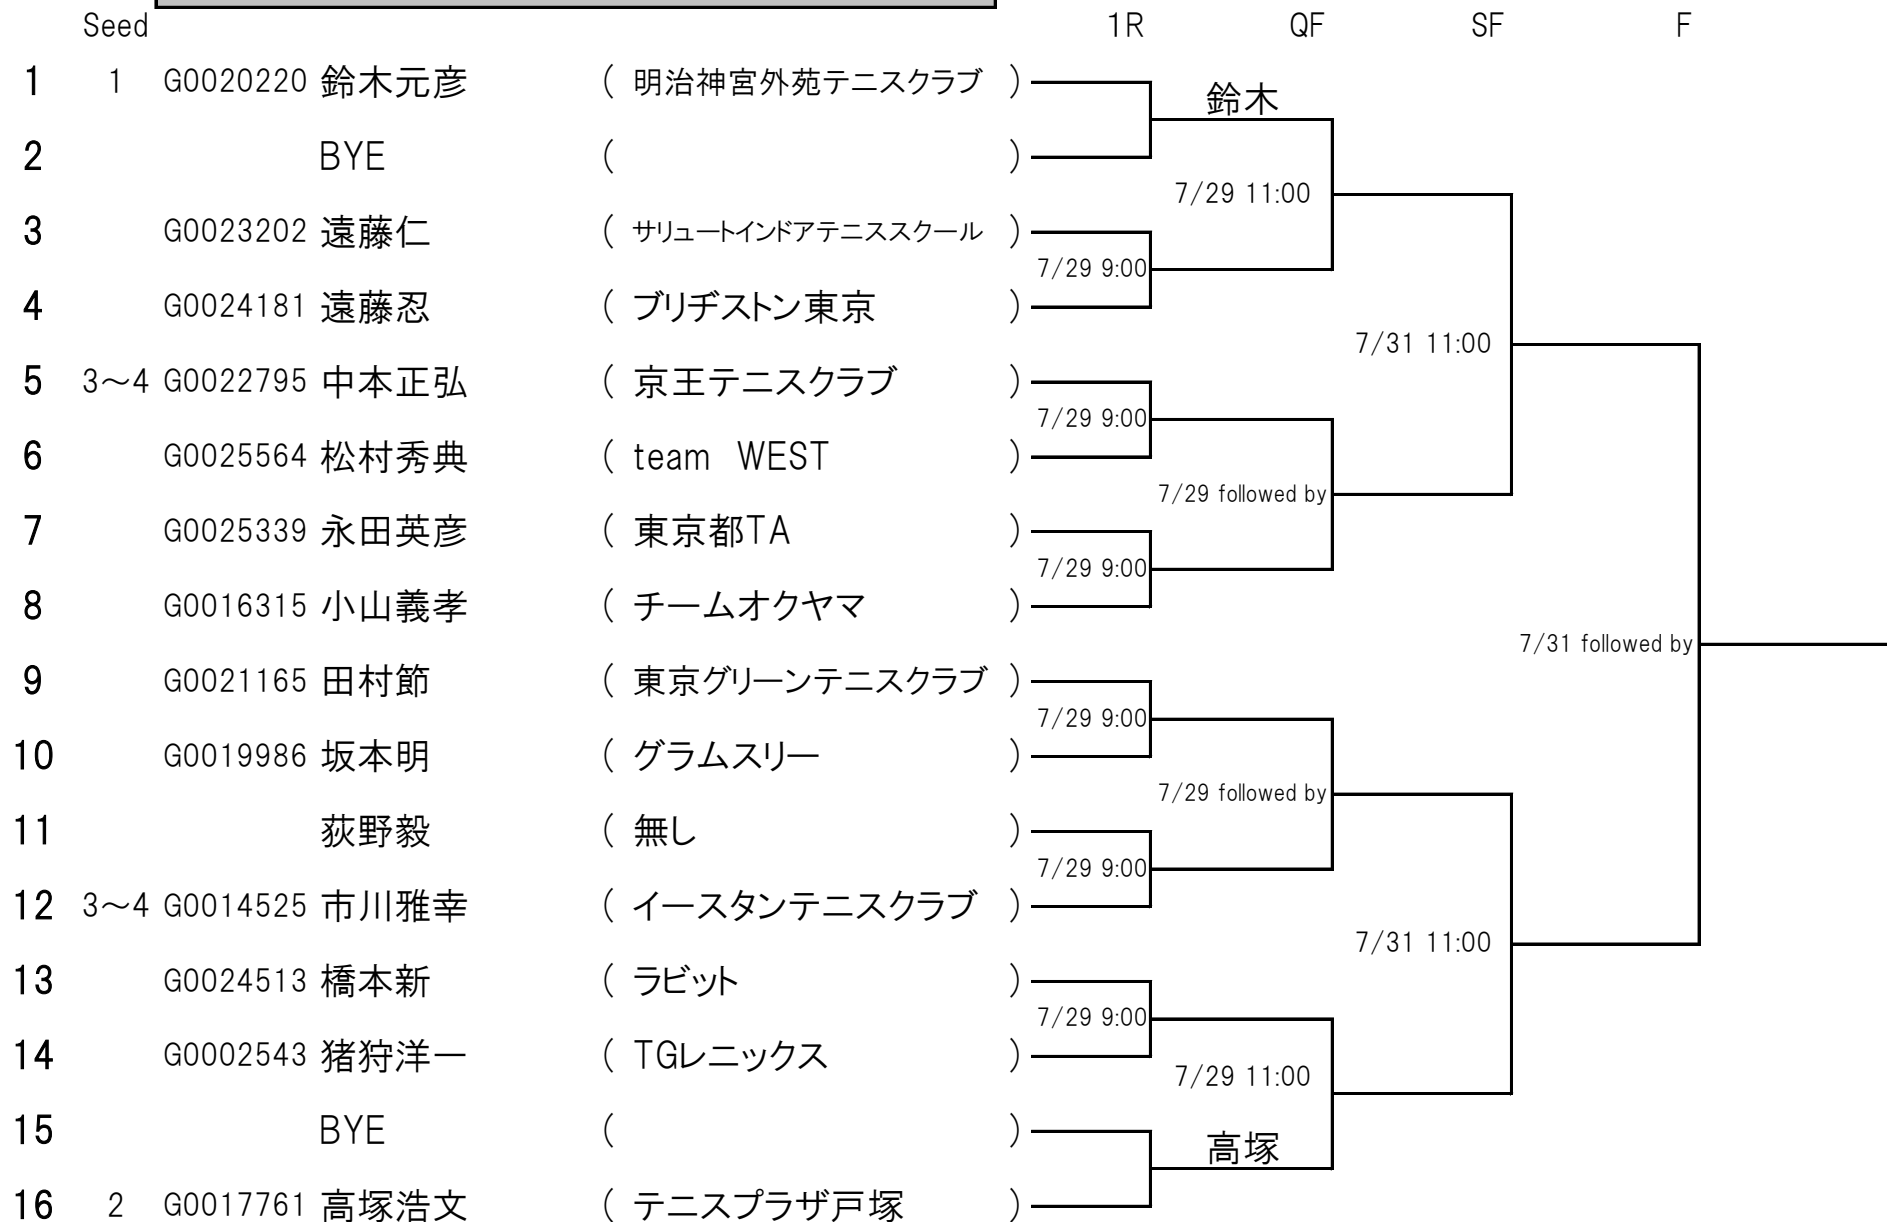 Seed 1R QF SF F
1 1 G0020220 鈴木元彦 ( 明治神宮外苑テニスクラブ )
鈴木
2 BYE ( )
7/29 11:00
3 G0023202 遠藤仁 ( サリュートインドアテニススクール )
7/29 9:00
4 G0024181 遠藤忍 ( ブリヂストン東京 )
7/31 11:00
5 3～4 G0022795 中本正弘 ( 京王テニスクラブ )
7/29 9:00
6 G0025564 松村秀典 ( team　WEST )
7/29 followed by
7 G0025339 永田英彦 ( 東京都TA )
7/29 9:00
8 G0016315 小山義孝 ( チームオクヤマ )
7/31 followed by
9 G0021165 田村節 ( 東京グリーンテニスクラブ )
7/29 9:00
10 G0019986 坂本明 ( グラムスリー )
7/29 followed by
11 荻野毅 ( 無し )
7/29 9:00
12 3～4 G0014525 市川雅幸 ( イースタンテニスクラブ )
7/31 11:00
13 G0024513 橋本新 ( ラビット )
7/29 9:00
14 G0002543 猪狩洋一 ( TGレニックス )
7/29 11:00
15 BYE ( )
高塚
16 2 G0017761 高塚浩文 ( テニスプラザ戸塚 )